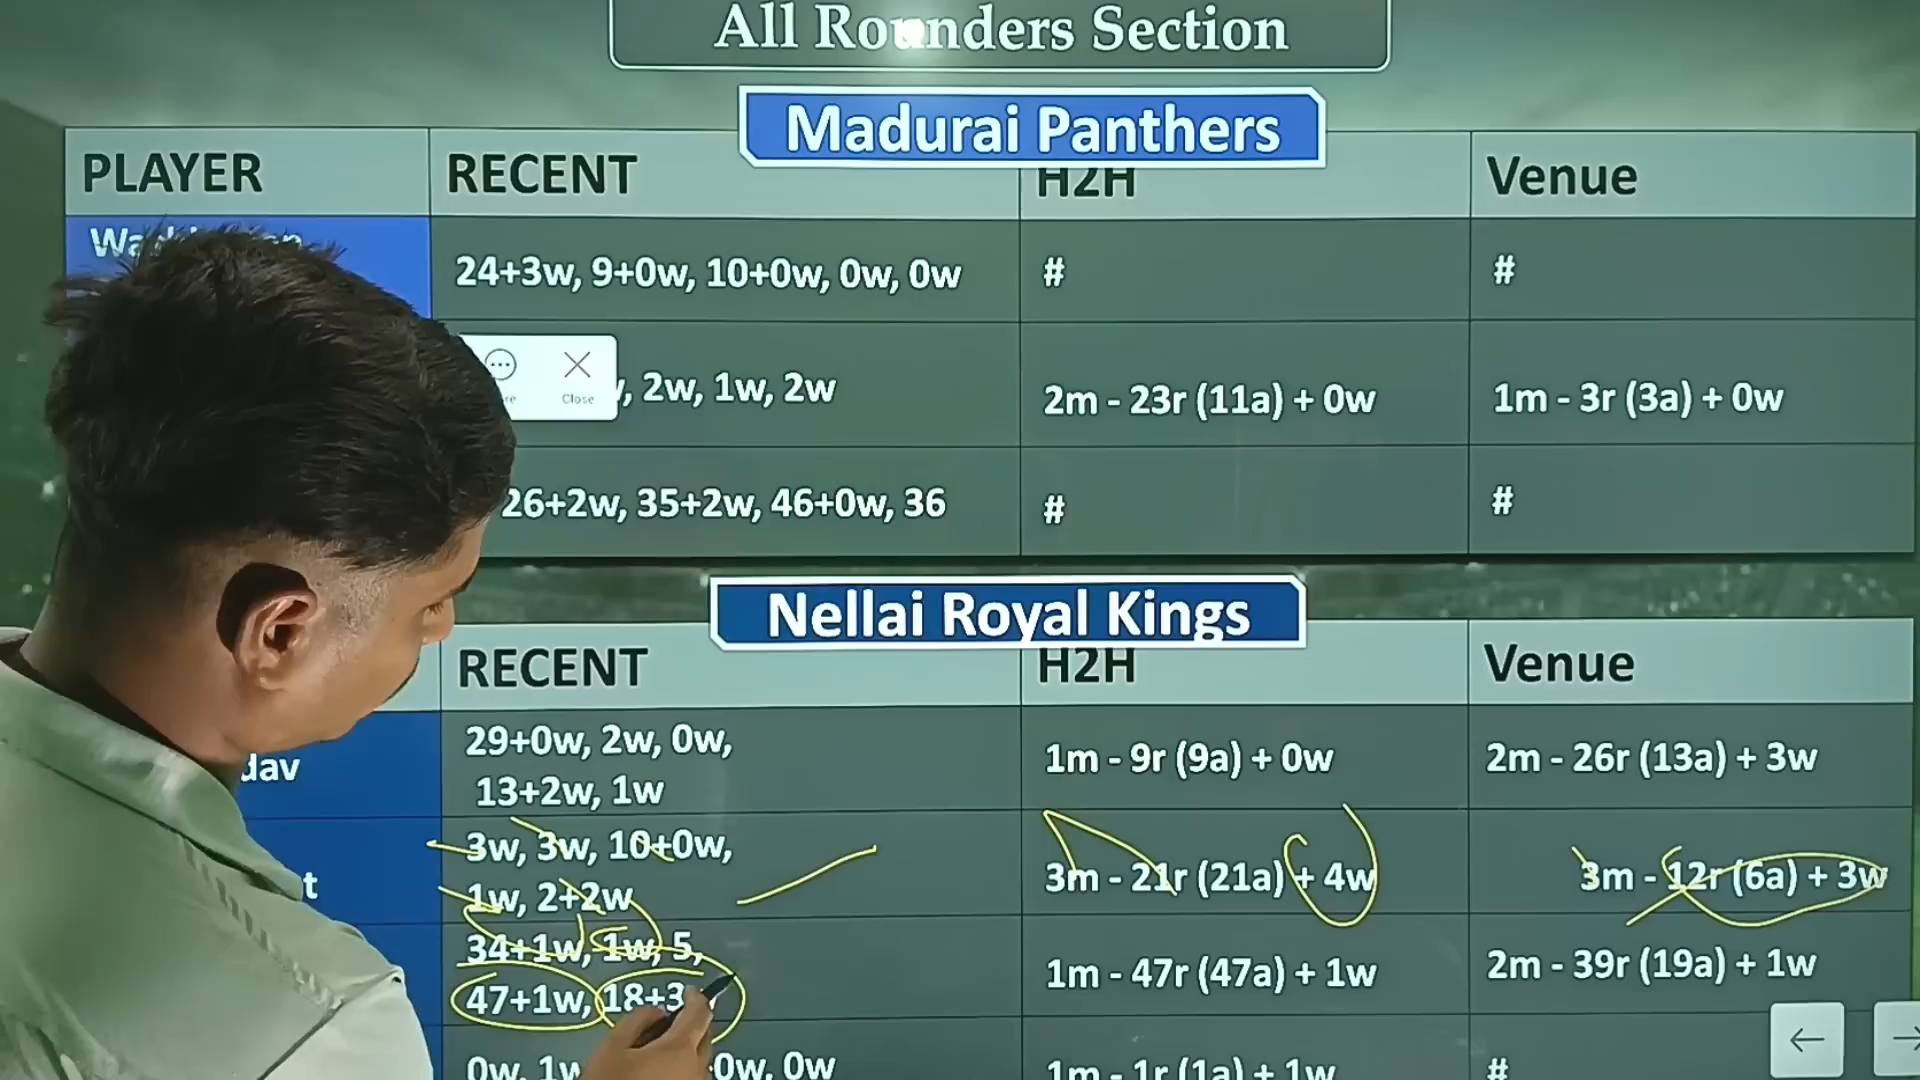 All Rounders Section
Madurai Panthers
PLAYER RECENT H2H Venue
24+3w, 9+0w, 10+0w, 0w, 0w # #
Close
2w, 1w, 2w 2m - 23r (11a) + 0w 1m - 3r (3a) + 0w
26+2w, 35+2w, 46+0w, 36 # #
Nellai Royal Kings
RECENT H2H Venue
29+0w, 2w, 0w,
13+2w, 1w 1m - 9r (9a) + 0w 2m - 26r (13a) + 3w
3w, 3w, 10+0w,
1w, 2+2w 3m - 21r (21a) + 4w 3m - 12r (6a) + 3w
34+1w, 1w, 5,
47+1w, 18+3 1m - 47r (47a) + 1w 2m - 39r (19a) + 1w
0w, 1w 0w, 0w 1m - 1r (1a) + 1w #